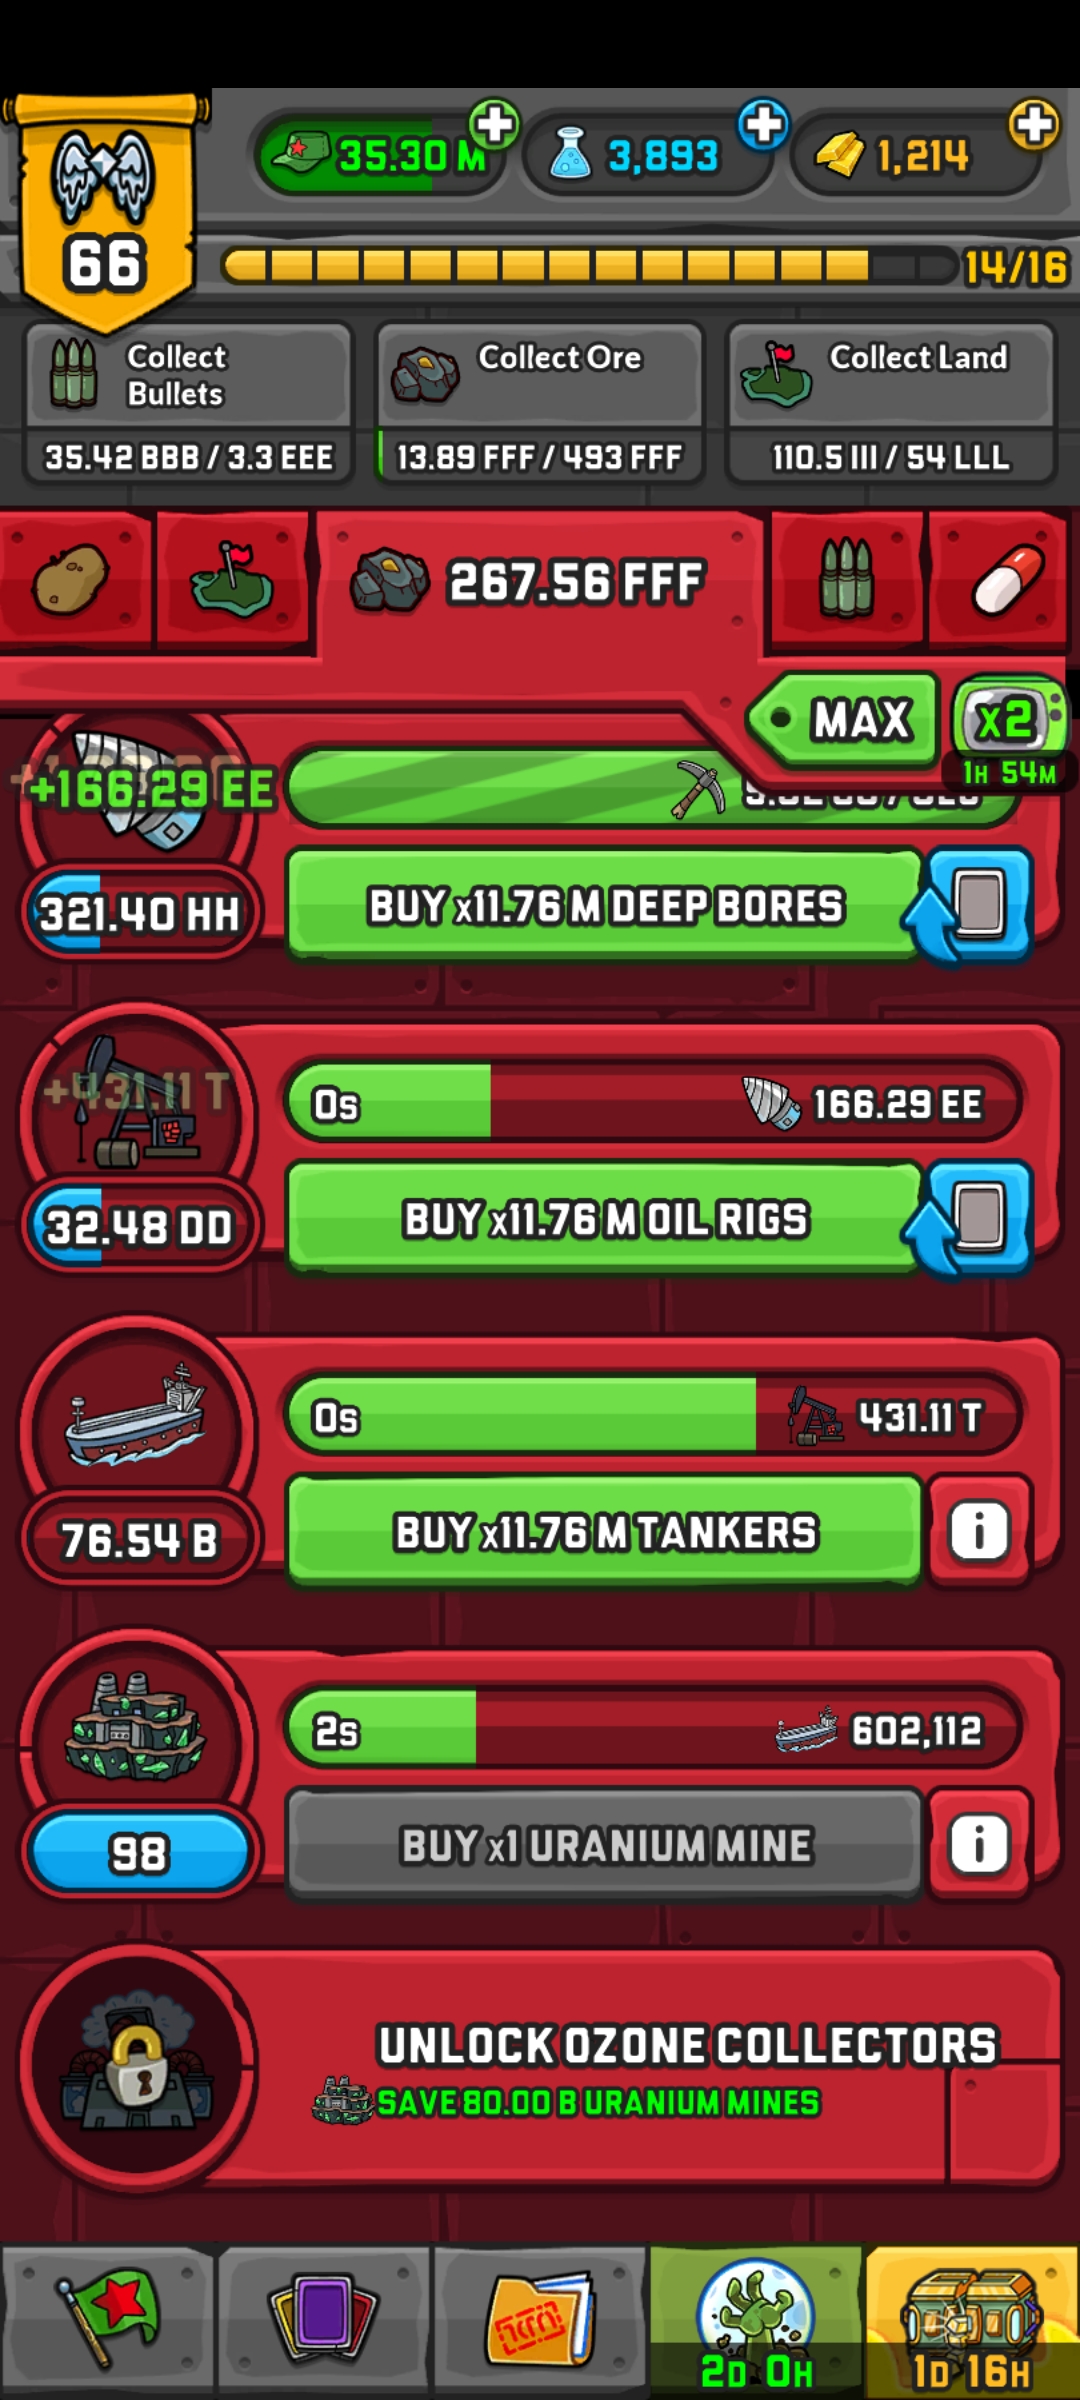 35.30 M
3,893
1,214
66
14/16
Collect
Bullets
35.42 BBB / 3.3 EEE
Collect Ore
13.89 FFF / 493 FFF
Collect Land
110.5 III / 54 LLL
267.56 FFF
MAX
x2
1H 54M
+166.29 EE
321.40 HH
BUY x11.76 M DEEP BORES
+431.11 T
0s
166.29 EE
32.48 DD
BUY x11.76 M OIL RIGS
0s
431.11 T
76.54 B
BUY x11.76 M TANKERS
i
2s
602,112
98
BUY x1 URANIUM MINE
i
UNLOCK OZONE COLLECTORS
SAVE 80.00 B URANIUM MINES
2D 0H
1D 16H